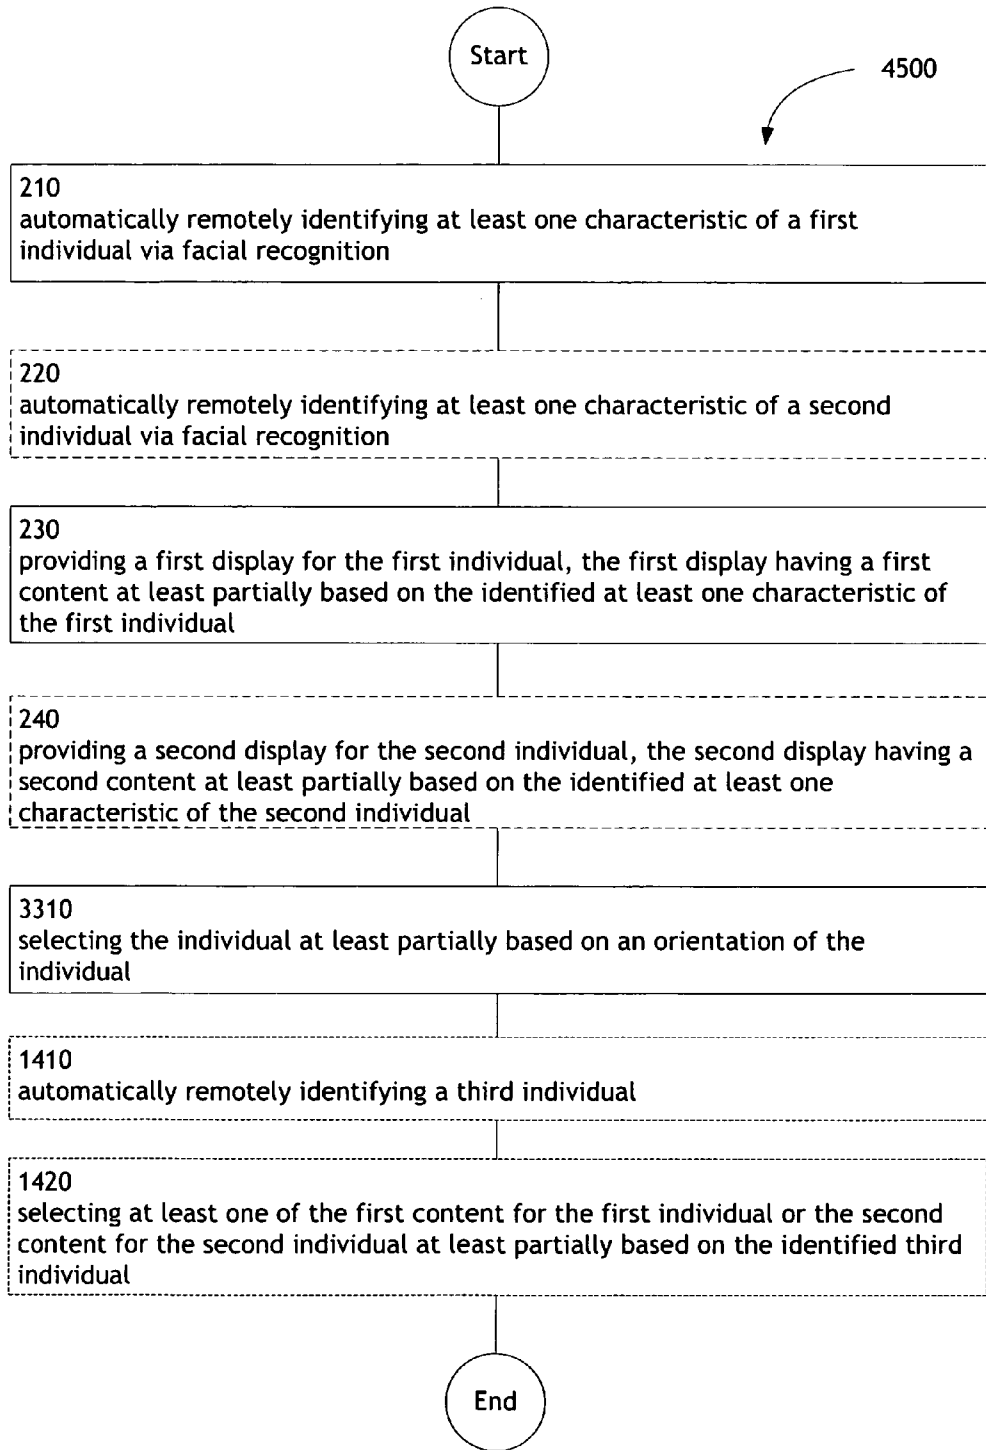 Start
4500
210
automatically remotely identifying at least one characteristic of a first
individual via facial recognition
220
automatically remotely identifying at least one characteristic of a second
individual via facial recognition
230
providing a first display for the first individual, the first display having a first
content at least partially based on the identified at least one characteristic of
the first individual
240
providing a second display for the second individual, the second display having a
second content at least partially based on the identified at least one
characteristic of the second individual
3310
selecting the individual at least partially based on an orientation of the
individual
1410
automatically remotely identifying a third individual
1420
selecting at least one of the first content for the first individual or the second
content for the second individual at least partially based on the identified third
individual
End